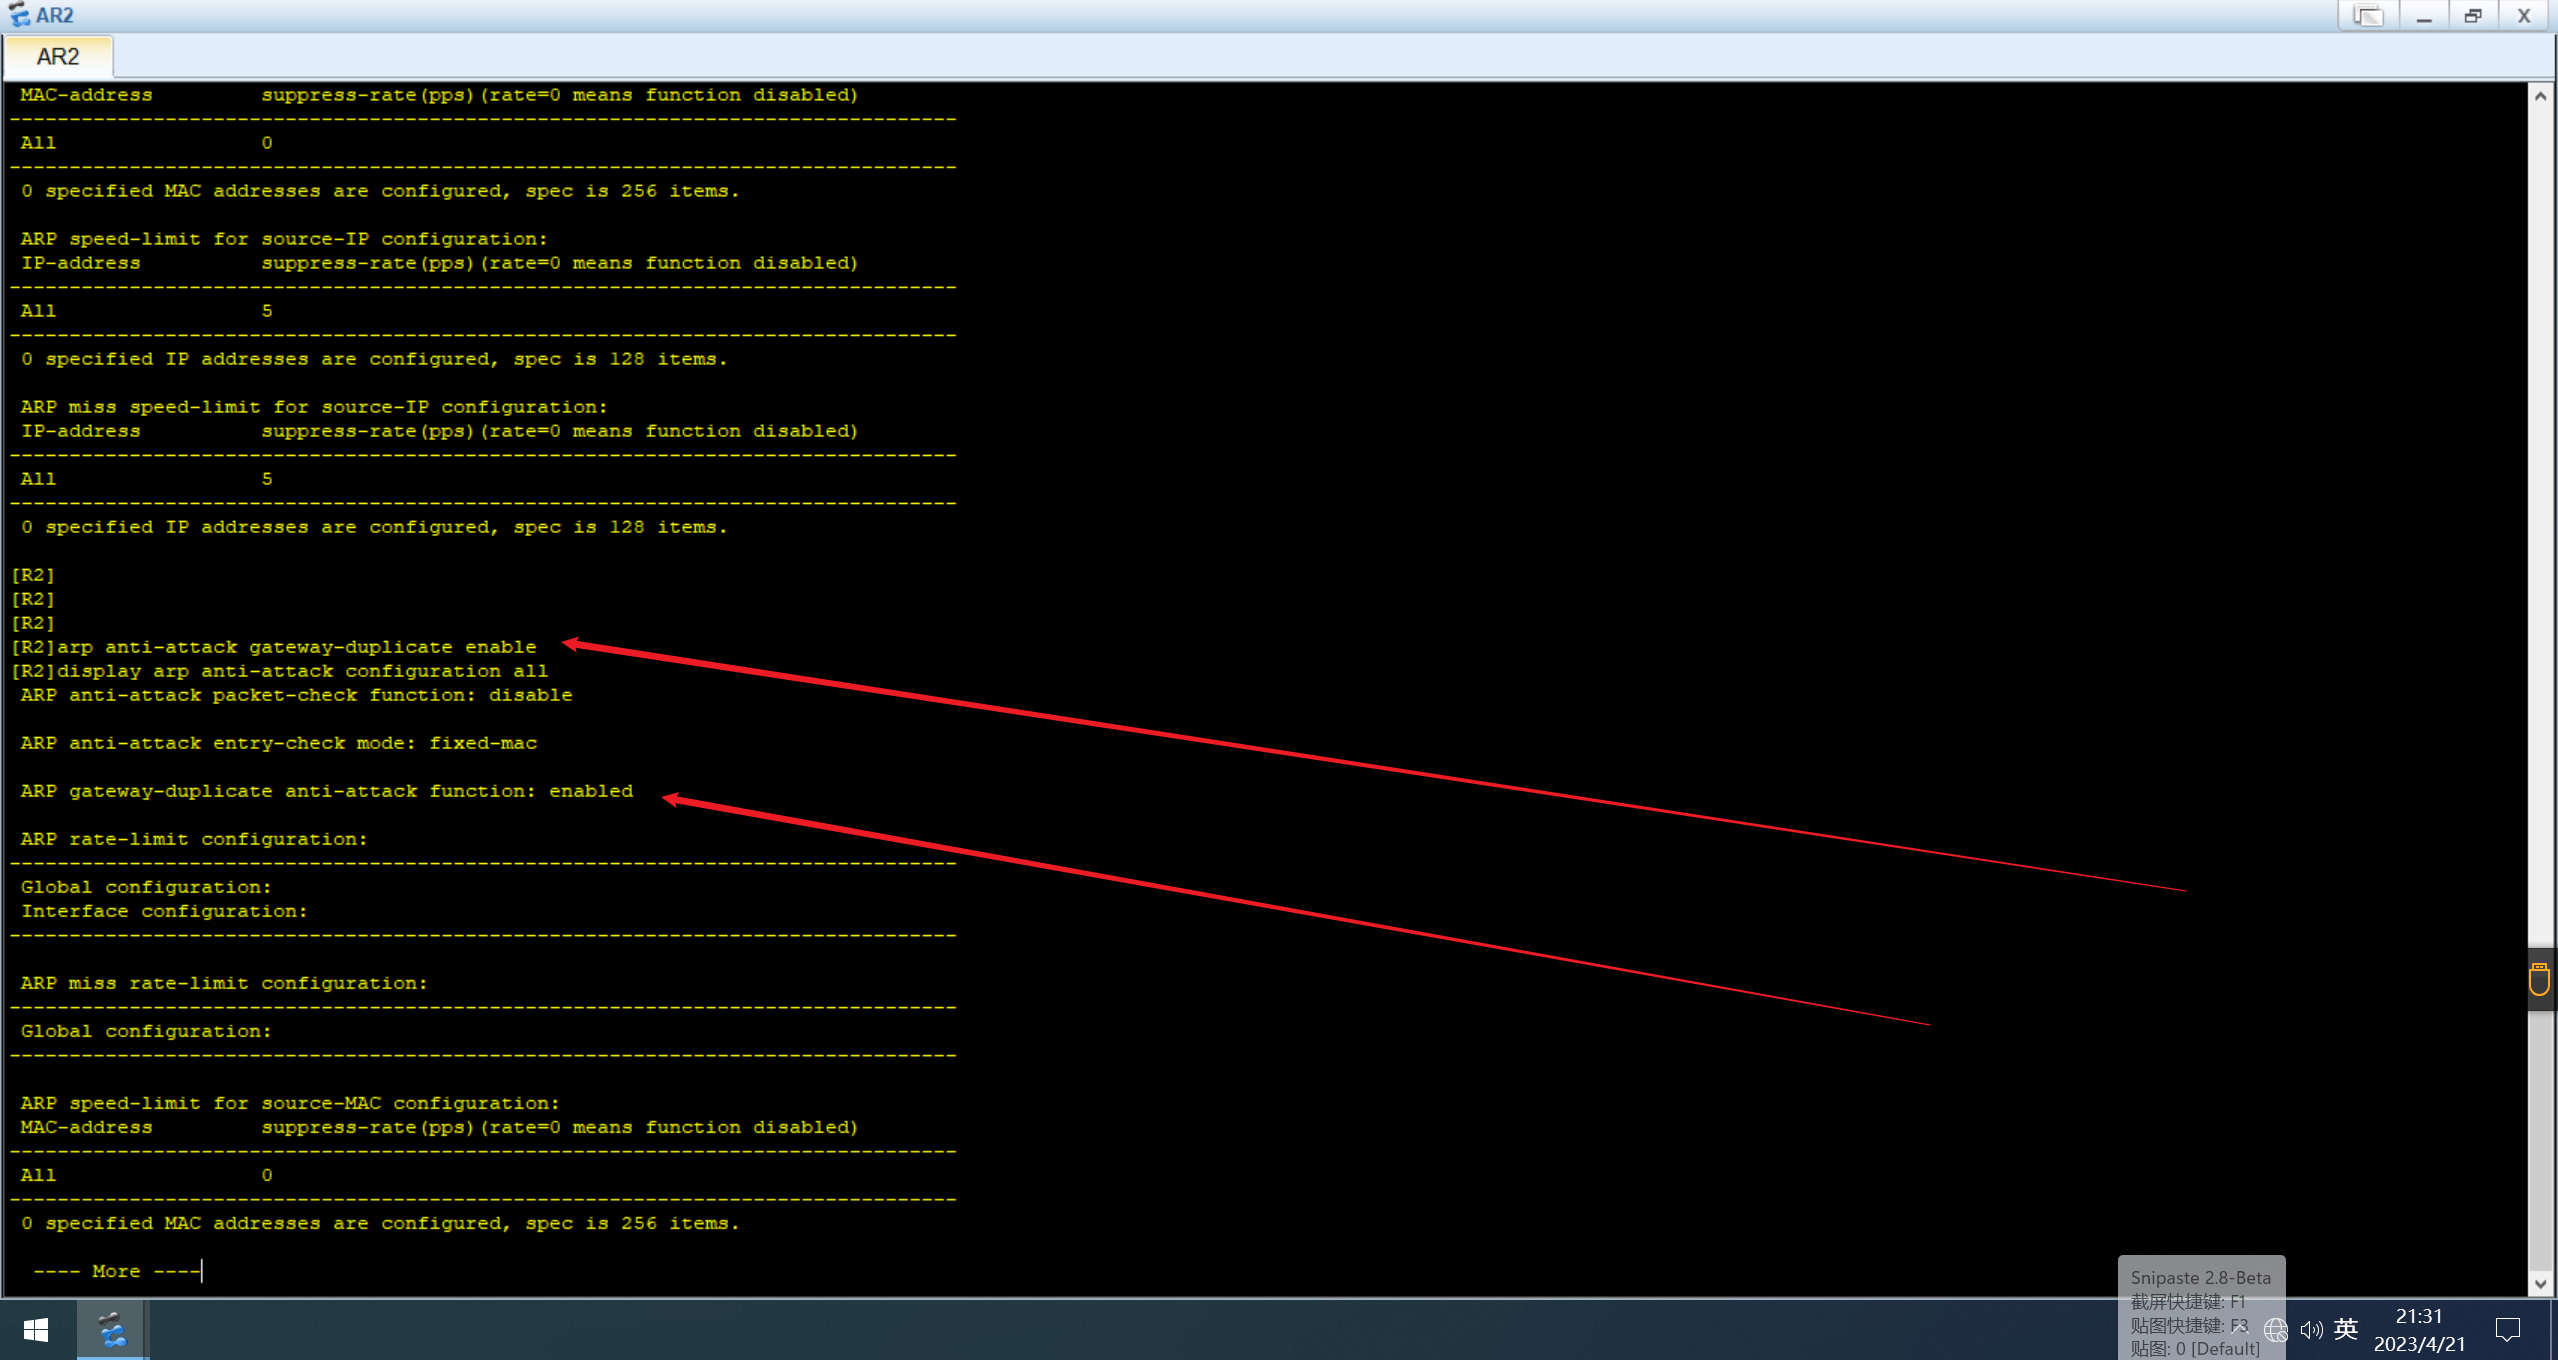 AR2
AR2
MAC-address         suppress-rate(pps)(rate=0 means function disabled)
-------------------------------------------------------------------------------
All                 0
-------------------------------------------------------------------------------
0 specified MAC addresses are configured, spec is 256 items.
ARP speed-limit for source-IP configuration:
IP-address          suppress-rate(pps)(rate=0 means function disabled)
-------------------------------------------------------------------------------
All                 5
-------------------------------------------------------------------------------
0 specified IP addresses are configured, spec is 128 items.
ARP miss speed-limit for source-IP configuration:
IP-address          suppress-rate(pps)(rate=0 means function disabled)
-------------------------------------------------------------------------------
All                 5
-------------------------------------------------------------------------------
0 specified IP addresses are configured, spec is 128 items.
[R2]
[R2]
[R2]
[R2]arp anti-attack gateway-duplicate enable
[R2]display arp anti-attack configuration all
ARP anti-attack packet-check function: disable
ARP anti-attack entry-check mode: fixed-mac
ARP gateway-duplicate anti-attack function: enabled
ARP rate-limit configuration:
-------------------------------------------------------------------------------
Global configuration:
Interface configuration:
-------------------------------------------------------------------------------
ARP miss rate-limit configuration:
-------------------------------------------------------------------------------
Global configuration:
-------------------------------------------------------------------------------
ARP speed-limit for source-MAC configuration:
MAC-address         suppress-rate(pps)(rate=0 means function disabled)
-------------------------------------------------------------------------------
All                 0
-------------------------------------------------------------------------------
0 specified MAC addresses are configured, spec is 256 items.
---- More ----
Snipaste 2.8-Beta
截屏快捷键: F1
贴图快捷键: F3
贴图: 0 [Default]
英
21:31
2023/4/21